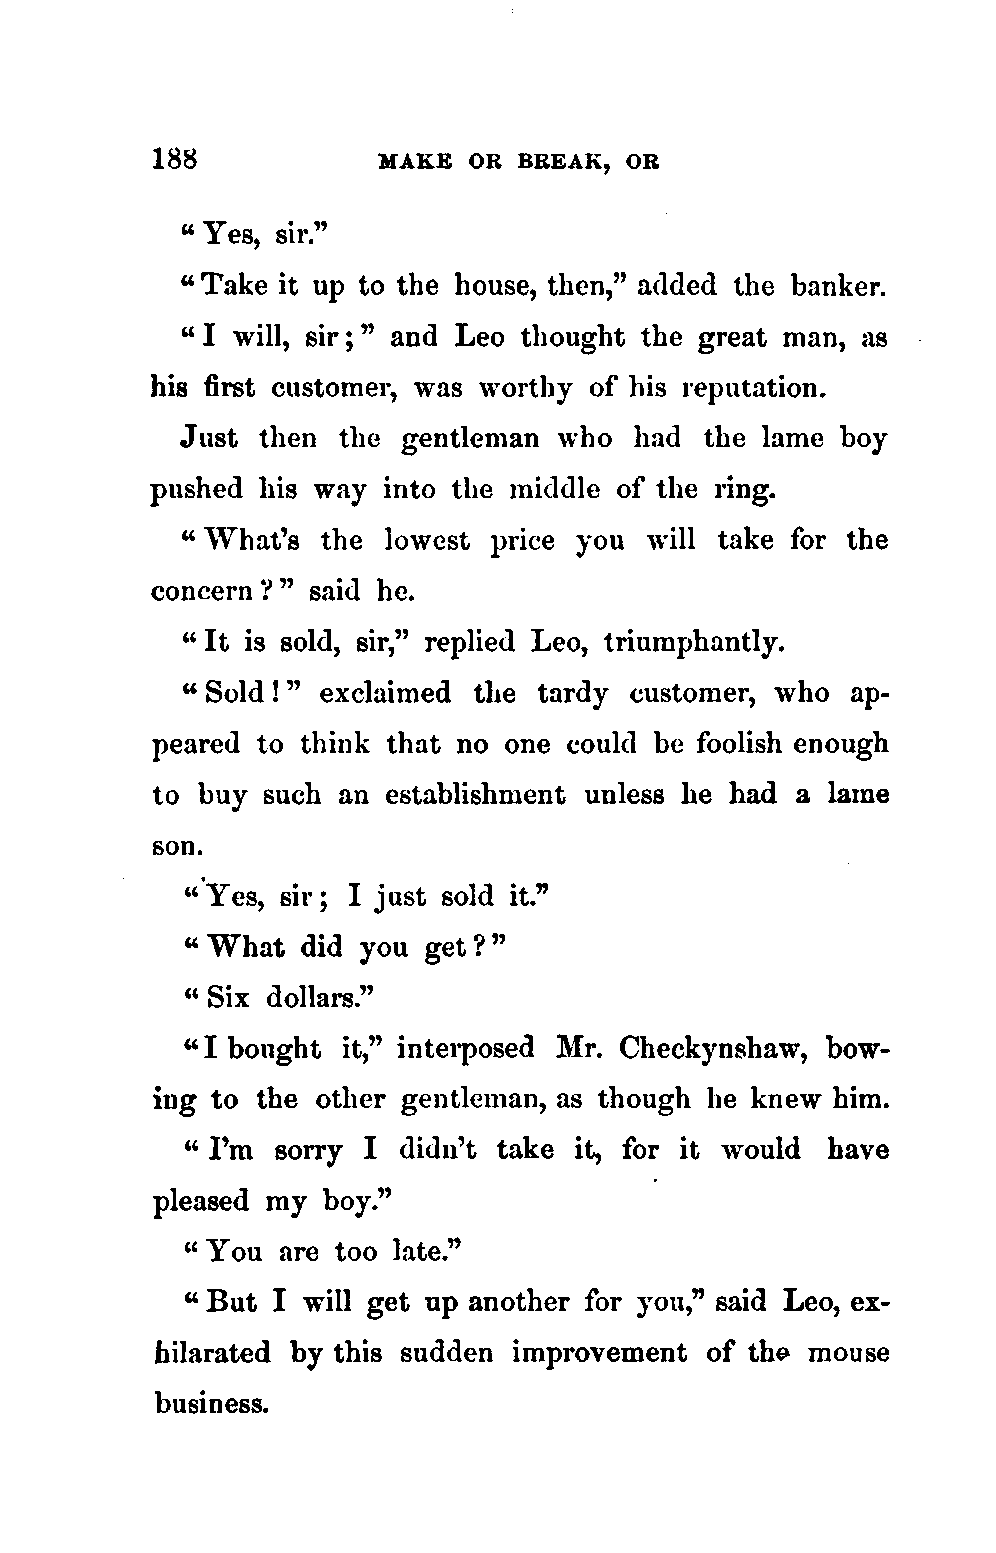 188 MAKE OR BREAK, OR
“Yes, sir.”
“Take it up to the house, then,” added the banker.
“I will, sir;” and Leo thought the great man, as
his first customer, was worthy of his reputation.
Just then the gentleman who had the lame boy
pushed his way into the middle of the ring.
“What's the lowest price you will take for the
concern?” said he.
“It is sold, sir,” replied Leo, triumphantly.
“Sold!” exclaimed the tardy customer, who ap-
peared to think that no one could be foolish enough
to buy such an establishment unless he had a lame
son.
“Yes, sir; I just sold it.”
“What did you get?”
“Six dollars.”
“I bought it,” interposed Mr. Checkynshaw, bow-
ing to the other gentleman, as though he knew him.
“I'm sorry I didn't take it, for it would have
pleased my boy.”
“You are too late.”
“But I will get up another for you,” said Leo, ex-
hilarated by this sudden improvement of the mouse
business.